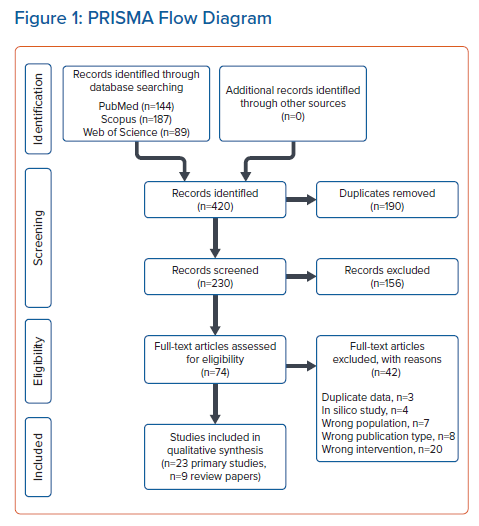 Figure 1: PRISMA Flow Diagram
Identification
Records identified through
database searching
PubMed (n=144)
Scopus (n=187)
Web of Science (n=89)
Additional records identified
through other sources
(n=0)
Screening
Records identified
(n=420)
Duplicates removed
(n=190)
Records screened
(n=230)
Records excluded
(n=156)
Eligibility
Full-text articles assessed
for eligibility
(n=74)
Full-text articles
excluded, with reasons
(n=42)
Duplicate data, n=3
In silico study, n=4
Wrong population, n=7
Wrong publication type, n=8
Wrong intervention, n=20
Included
Studies included in
qualitative synthesis
(n=23 primary studies,
n=9 review papers)